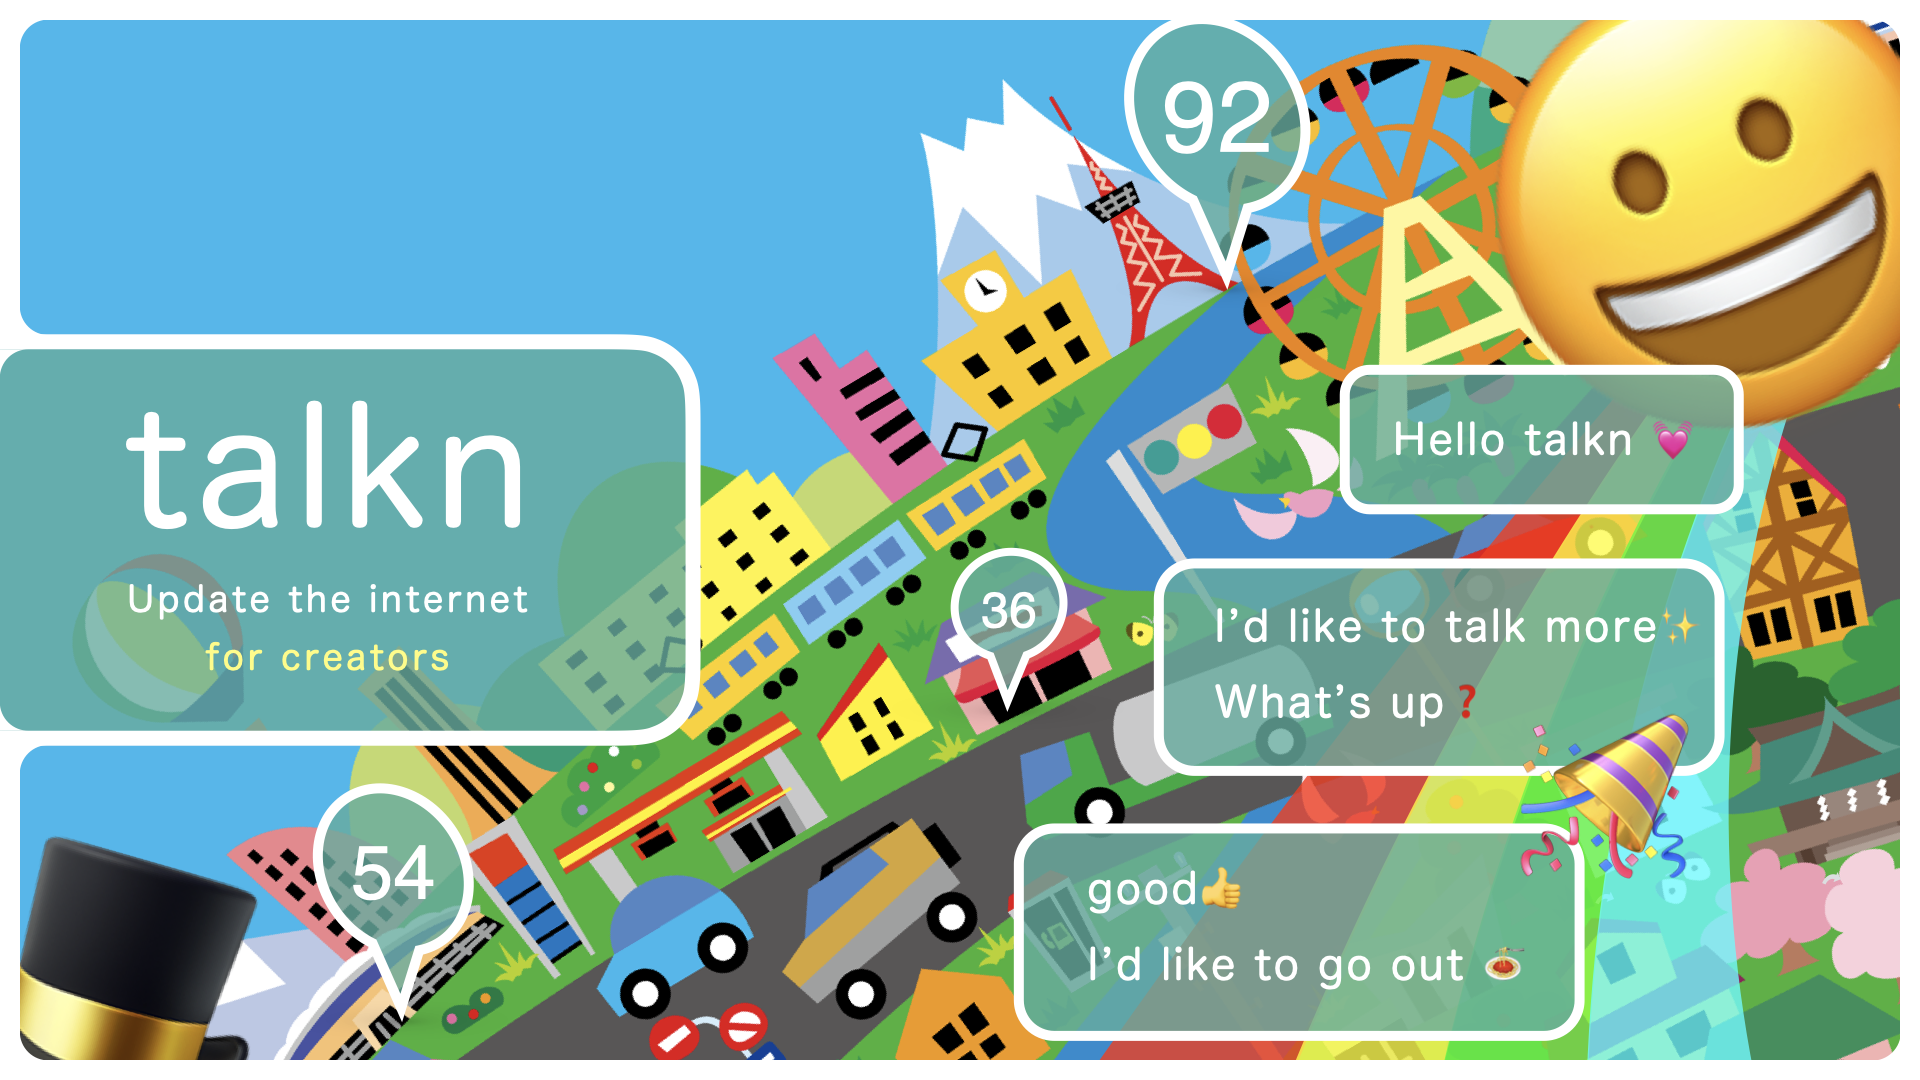 92
talkn
Update the internet
for creators
Hello talkn 💓
36
I’d like to talk more✨
What’s up❓
54
good👍
I’d like to go out 🍝